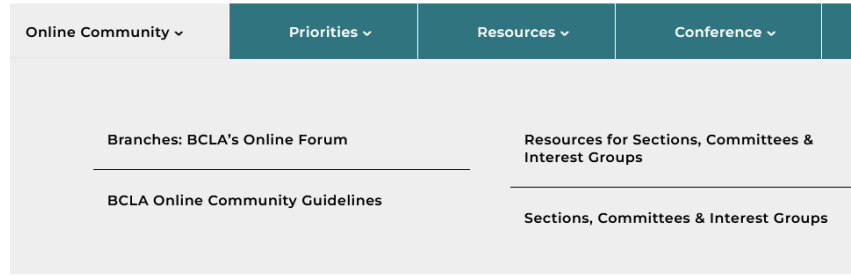 Online Community
Priorities
Resources
Conference
Branches: BCLA's Online Forum
BCLA Online Community Guidelines
Resources for Sections, Committees &
Interest Groups
Sections, Committees & Interest Groups